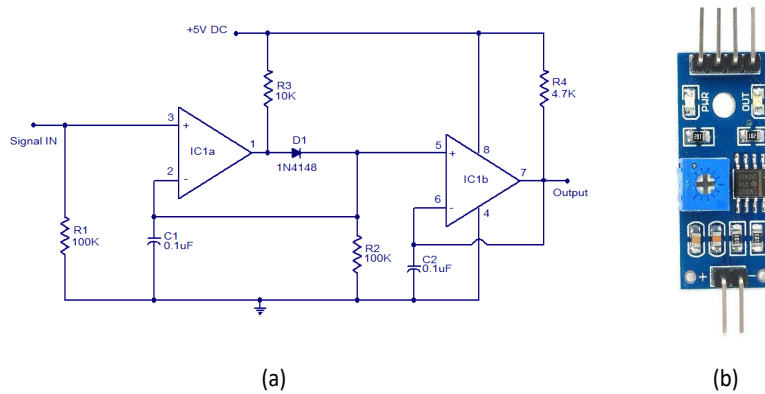 +5V DC
R3
10K
R4
4.7K
Signal IN
3
+
IC1a
1
D1
1N4148
2
-
5
+
8
IC1b
7
Output
6
-
4
R1
100K
C1
0.1uF
R2
100K
C2
0.1uF
PWR
OUT
+
-
(a)
(b)